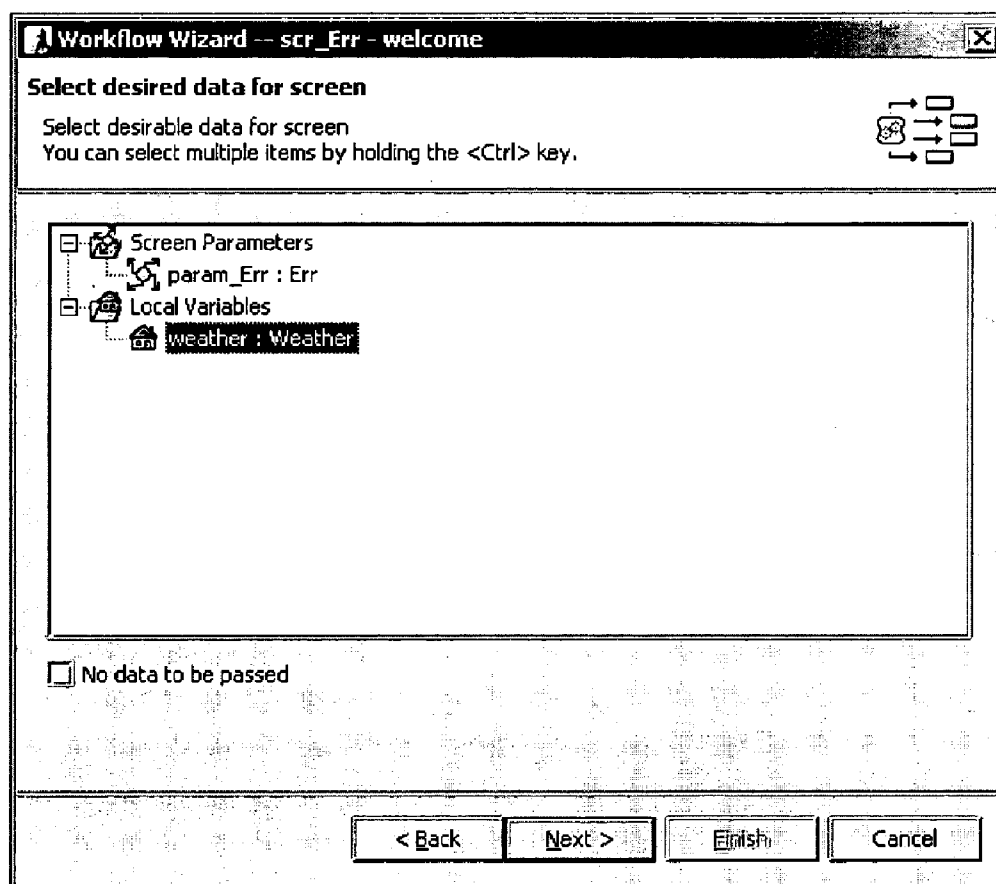 Workflow Wizard -- scr_Err - welcome
Select desired data for screen
Select desirable data for screen
You can select multiple items by holding the <Ctrl> key.
Screen Parameters
param_Err : Err
Local Variables
weather : Weather
No data to be passed
< Back
Next >
Finish
Cancel